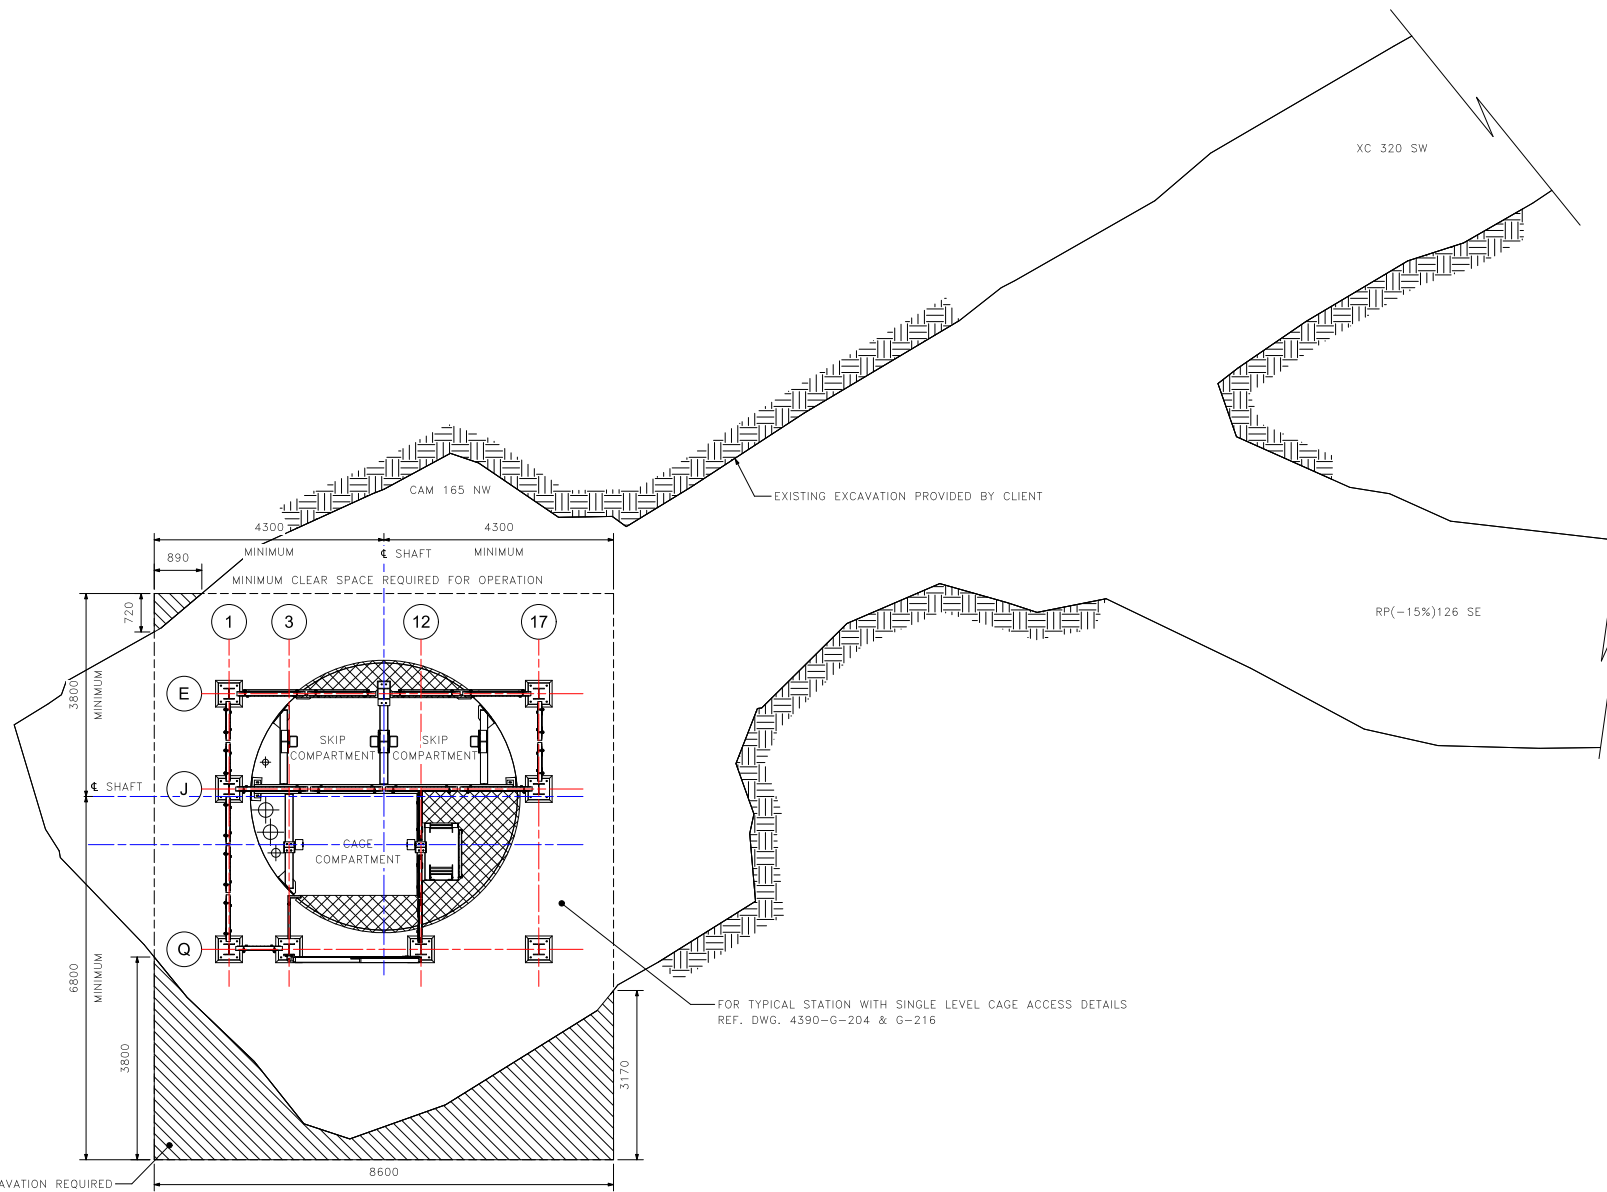 XC 320 SW
CAM 165 NW
EXISTING EXCAVATION PROVIDED BY CLIENT
4300
4300
MINIMUM
℄ SHAFT
MINIMUM
890
MINIMUM CLEAR SPACE REQUIRED FOR OPERATION
720
1
3
12
17
RP(-15%)126 SE
3800
MINIMUM
E
SKIP
COMPARTMENT
SKIP
COMPARTMENT
℄ SHAFT
J
CAGE
COMPARTMENT
Q
6800
MINIMUM
FOR TYPICAL STATION WITH SINGLE LEVEL CAGE ACCESS DETAILS
REF. DWG. 4390-G-204 & G-216
3800
3170
8600
REQUIRED